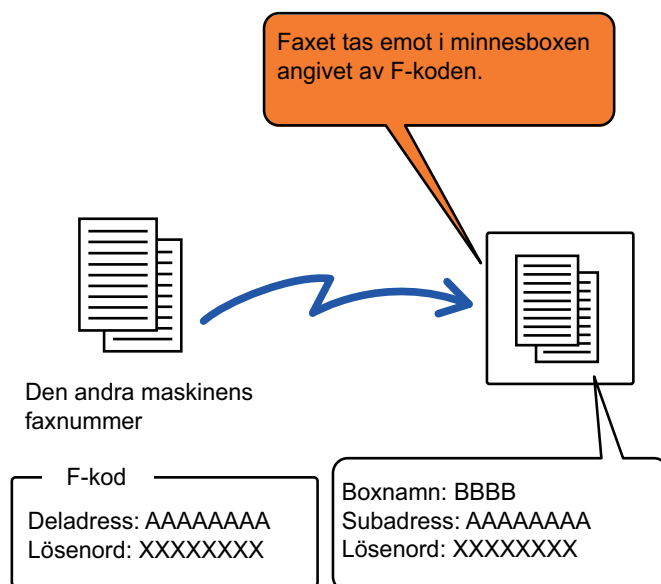 Faxet tas emot i minnesboxen
angivet av F-koden.
Den andra maskinens
faxnummer
F-kod
Deladress: AAAAAAAA
Lösenord: XXXXXXXX
Boxnamn: BBBB
Subadress: AAAAAAAA
Lösenord: XXXXXXXX